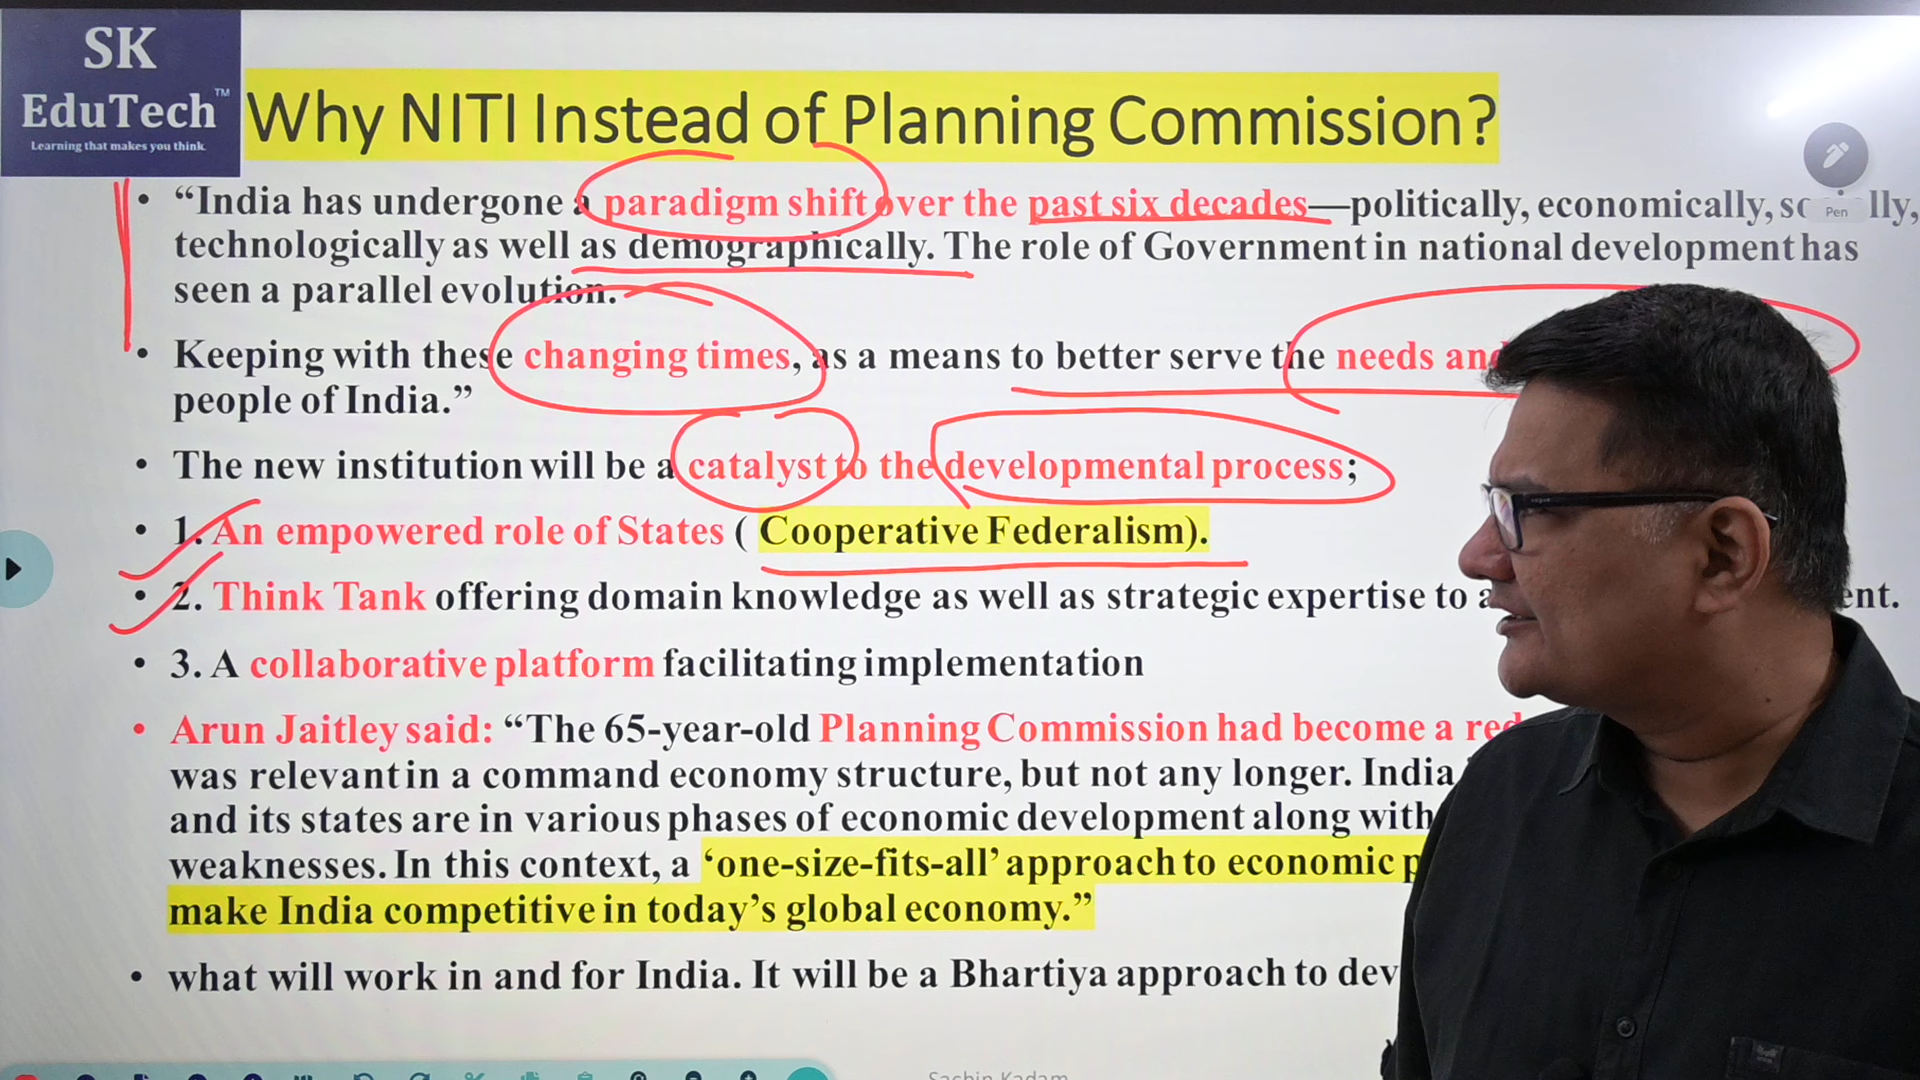 SK
EduTech™
Learning that makes you think.
Why NITI Instead of Planning Commission?
Pen
• “India has undergone a paradigm shift over the past six decades—politically, economically,
technologically as well as demographically. The role of Government in national development has
seen a parallel evolution.
• Keeping with these changing times, as a means to better serve the needs and
people of India.”
• The new institution will be a catalyst to the developmental process;
• 1. An empowered role of States ( Cooperative Federalism).
• 2. Think Tank offering domain knowledge as well as strategic expertise to
• 3. A collaborative platform facilitating implementation
• Arun Jaitley said: “The 65-year-old Planning Commission had become a
was relevant in a command economy structure, but not any longer. India
and its states are in various phases of economic development along with
weaknesses. In this context, a ‘one-size-fits-all’ approach to economic
make India competitive in today’s global economy.”
• what will work in and for India. It will be a Bhartiya approach to
Sachin Kadam